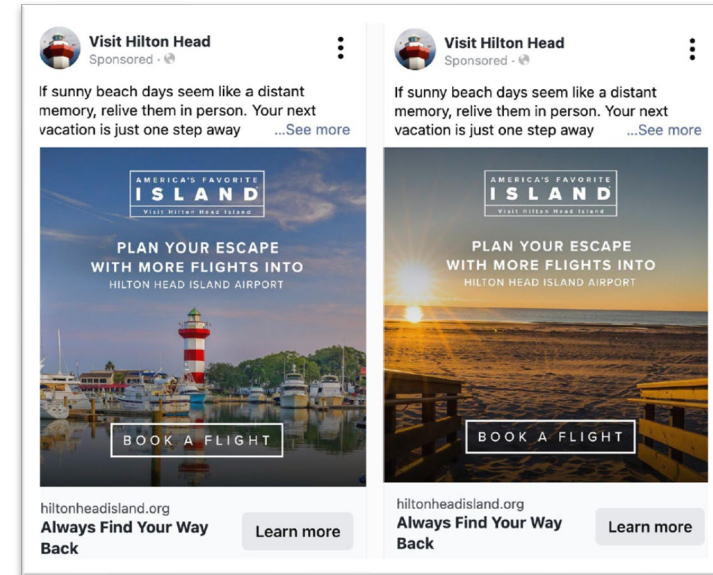 Visit Hilton Head
Sponsored ·
If sunny beach days seem like a distant
memory, relive them in person. Your next
vacation is just one step away ...See more
AMERICA'S FAVORITE
ISLAND
Visit Hilton Head Island
PLAN YOUR ESCAPE
WITH MORE FLIGHTS INTO
HILTON HEAD ISLAND AIRPORT
BOOK A FLIGHT
hiltonheadisland.org
Always Find Your Way
Back
Learn more
Visit Hilton Head
Sponsored ·
If sunny beach days seem like a distant
memory, relive them in person. Your next
vacation is just one step away ...See more
AMERICA'S FAVORITE
ISLAND
Visit Hilton Head Island
PLAN YOUR ESCAPE
WITH MORE FLIGHTS INTO
HILTON HEAD ISLAND AIRPORT
BOOK A FLIGHT
hiltonheadisland.org
Always Find Your Way
Back
Learn more